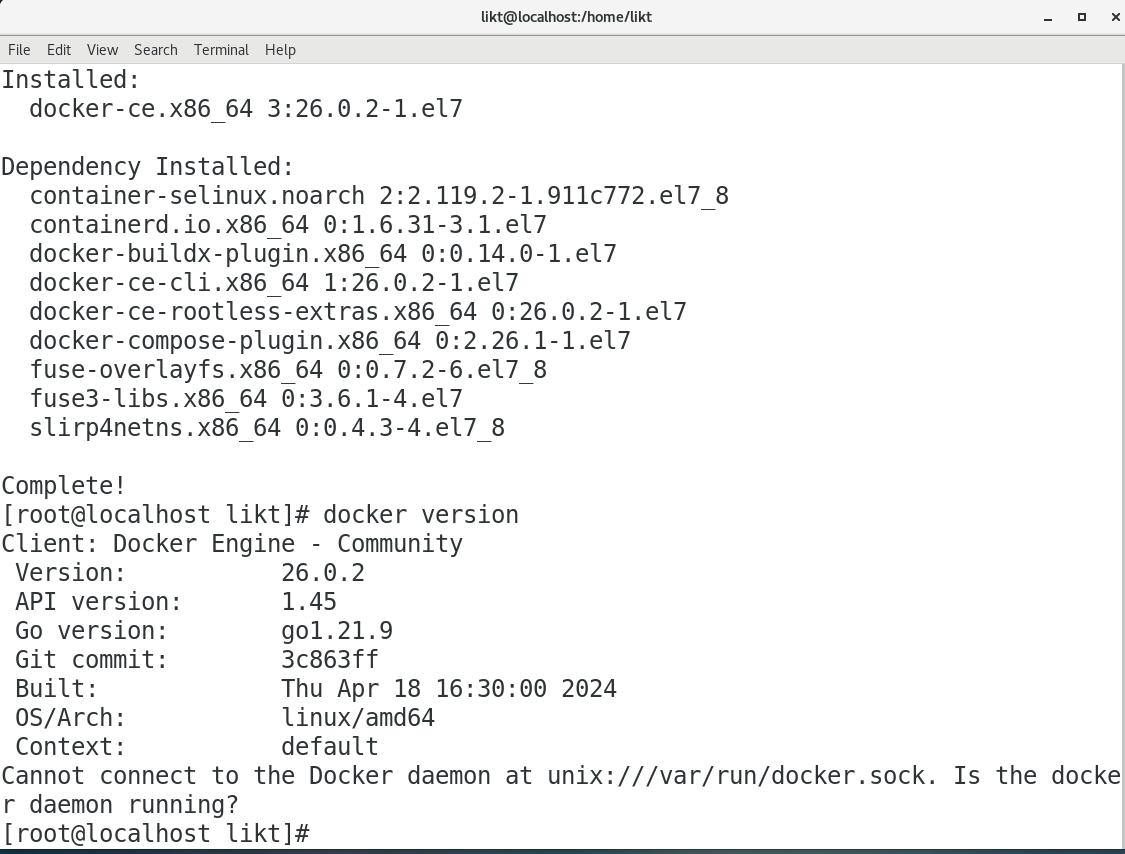 likt@localhost:/home/likt
File Edit View Search Terminal Help
Installed:
  docker-ce.x86_64 3:26.0.2-1.el7

Dependency Installed:
  container-selinux.noarch 2:2.119.2-1.911c772.el7_8
  containerd.io.x86_64 0:1.6.31-3.1.el7
  docker-buildx-plugin.x86_64 0:0.14.0-1.el7
  docker-ce-cli.x86_64 1:26.0.2-1.el7
  docker-ce-rootless-extras.x86_64 0:26.0.2-1.el7
  docker-compose-plugin.x86_64 0:2.26.1-1.el7
  fuse-overlayfs.x86_64 0:0.7.2-6.el7_8
  fuse3-libs.x86_64 0:3.6.1-4.el7
  slirp4netns.x86_64 0:0.4.3-4.el7_8

Complete!
[root@localhost likt]# docker version
Client: Docker Engine - Community
 Version:           26.0.2
 API version:       1.45
 Go version:        go1.21.9
 Git commit:        3c863ff
 Built:             Thu Apr 18 16:30:00 2024
 OS/Arch:           linux/amd64
 Context:           default
Cannot connect to the Docker daemon at unix:///var/run/docker.sock. Is the docke
r daemon running?
[root@localhost likt]#